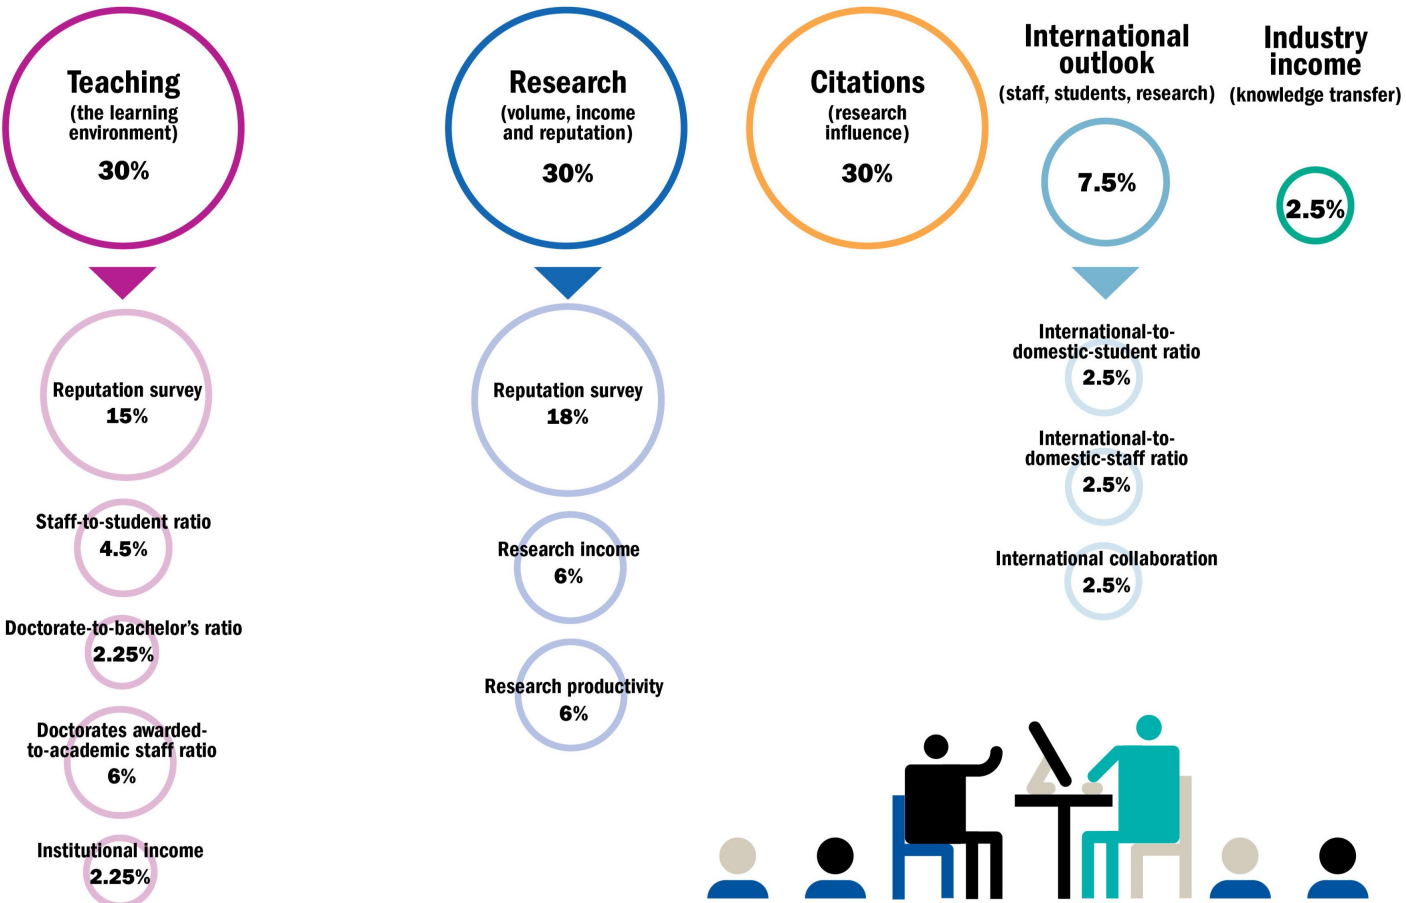 Teaching
(the learning
environment)
30%
Reputation survey
15%
Staff-to-student ratio
4.5%
Doctorate-to-bachelor’s ratio
2.25%
Doctorates awarded-
to-academic staff ratio
6%
Institutional income
2.25%
Research
(volume, income
and reputation)
30%
Reputation survey
18%
Research income
6%
Research productivity
6%
Citations
(research
influence)
30%
International
outlook
(staff, students, research)
7.5%
International-to-
domestic-student ratio
2.5%
International-to-
domestic-staff ratio
2.5%
International collaboration
2.5%
Industry
income
(knowledge transfer)
2.5%